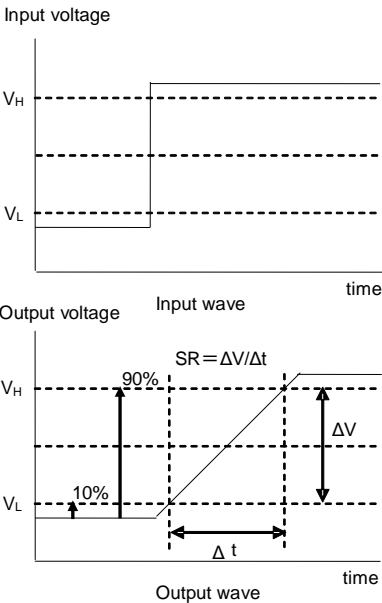 Input voltage
VH
VL
time
Input wave
Output voltage
SR＝ΔV/Δt
VH
90%
ΔV
10%
VL
Δ t
time
Output wave